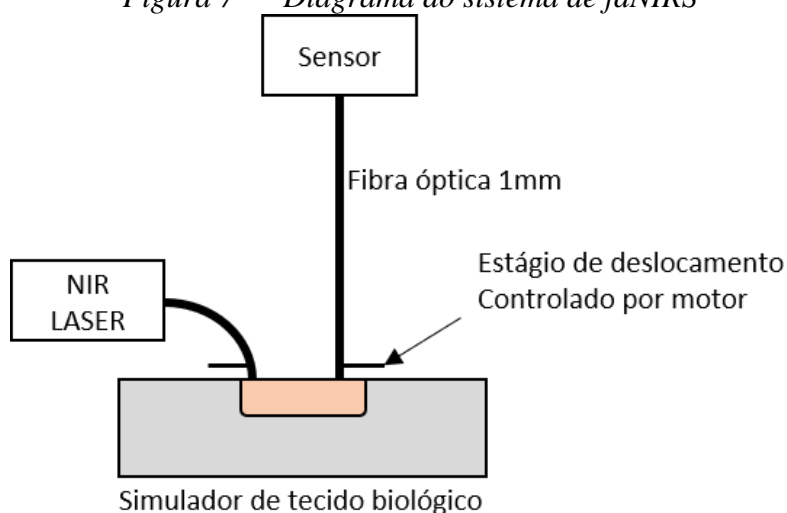 Figura 7 — Diagrama do sistema de fdNIRS
Sensor
Fibra óptica 1mm
Estágio de deslocamento
Controlado por motor
NIR
LASER
Simulador de tecido biológico